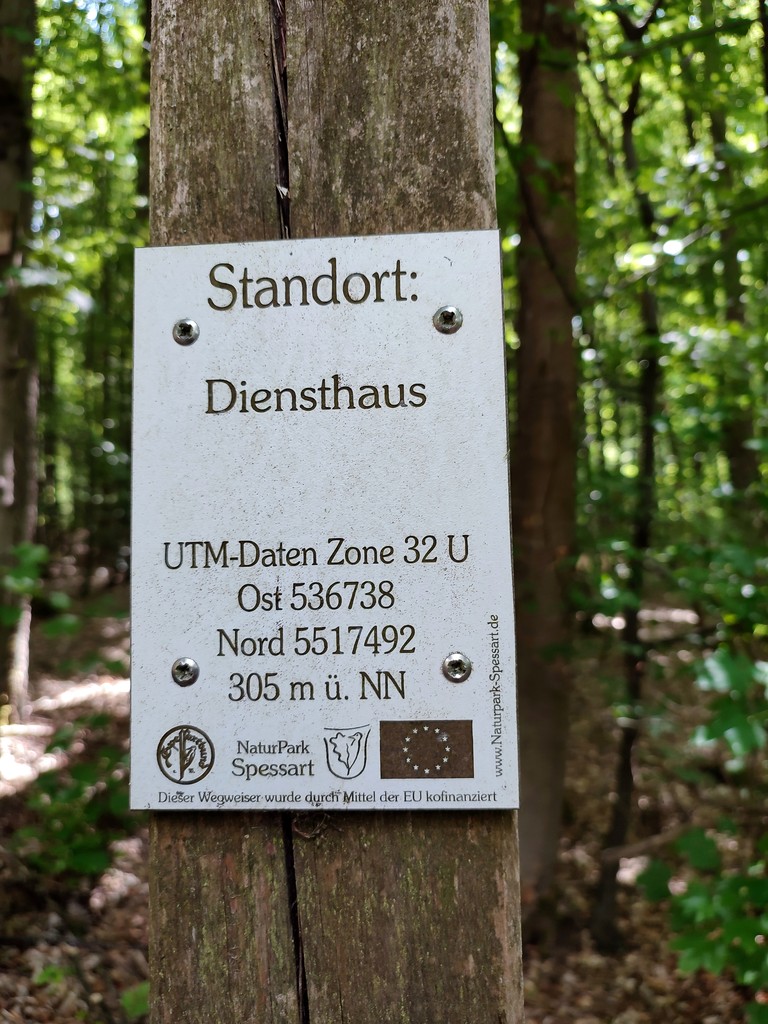 Standort:
Diensthaus
UTM-Daten Zone 32 U
Ost 536738
Nord 5517492
305 m ü. NN
NaturPark
Spessart
www.Naturpark-Spessart.de
Dieser Wegweiser wurde durch Mittel der EU kofinanziert